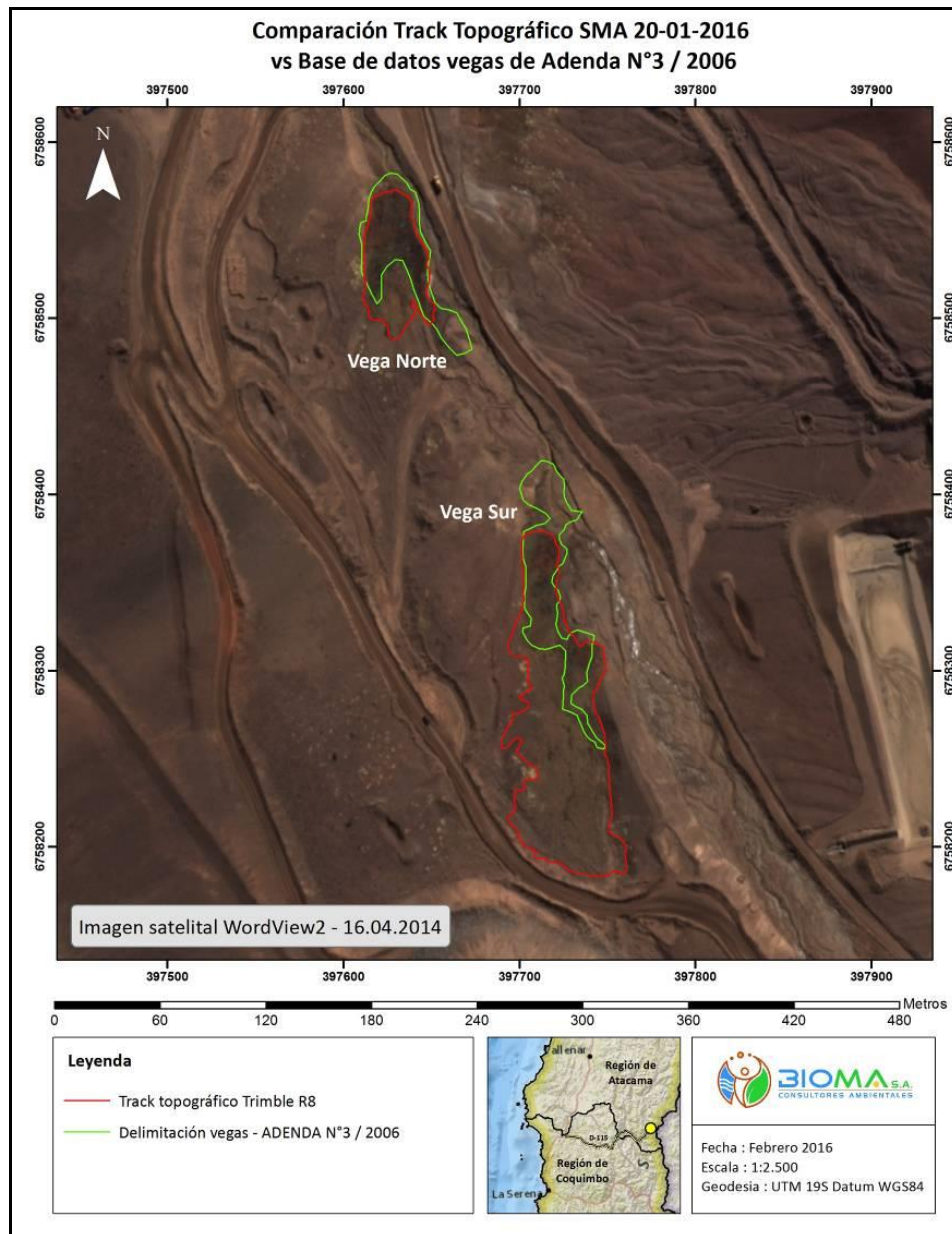 Comparación Track Topográfico SMA 20-01-2016
vs Base de datos vegas de Adenda N°3 / 2006
397500 397600 397700 397800 397900
6758600 6758600
N
6758500 6758500
Vega Norte
6758400 6758400
Vega Sur
6758300 6758300
6758200 6758200
Imagen satelital WordView2 - 16.04.2014
397500 397600 397700 397800 397900
Metros
0 60 120 180 240 300 360 420 480
Leyenda
Track topográfico Trimble R8
Delimitación vegas - ADENDA N°3 / 2006
Vallenar
Región de
Atacama
D-115
Región de
Coquimbo
La Serena
BIOMA S.A.
CONSULTORES AMBIENTALES
Fecha : Febrero 2016
Escala : 1:2.500
Geodesia : UTM 19S Datum WGS84